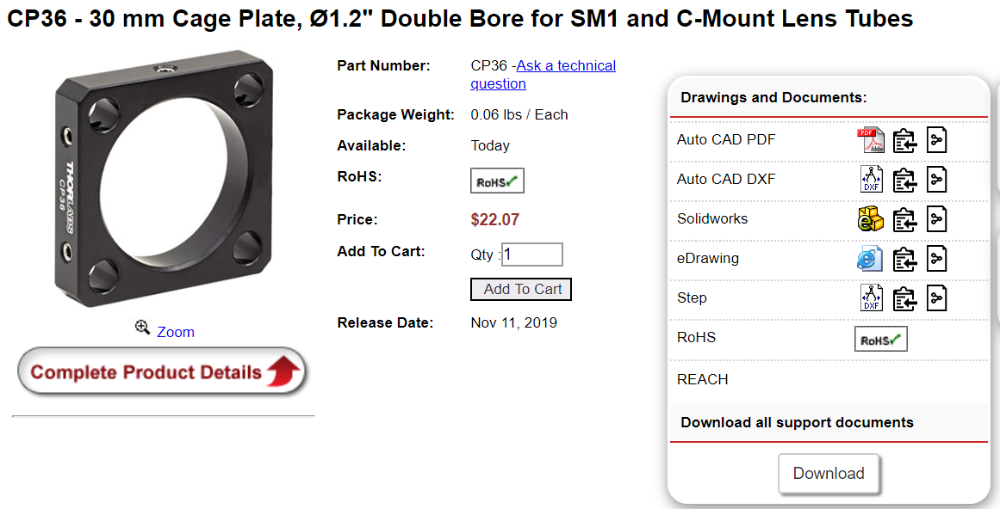 CP36 - 30 mm Cage Plate, Ø1.2" Double Bore for SM1 and C-Mount Lens Tubes
THORLABS
CP36
Zoom
Complete Product Details
Part Number: CP36 -Ask a technical
question
Package Weight: 0.06 lbs / Each
Available: Today
RoHS: RoHS
Price: $22.07
Add To Cart: Qty : 1
Add To Cart
Release Date: Nov 11, 2019
Drawings and Documents:
Auto CAD PDF PDF Adobe
Auto CAD DXF DXF
Solidworks
eDrawing
Step DXF
RoHS RoHS
REACH
Download all support documents
Download